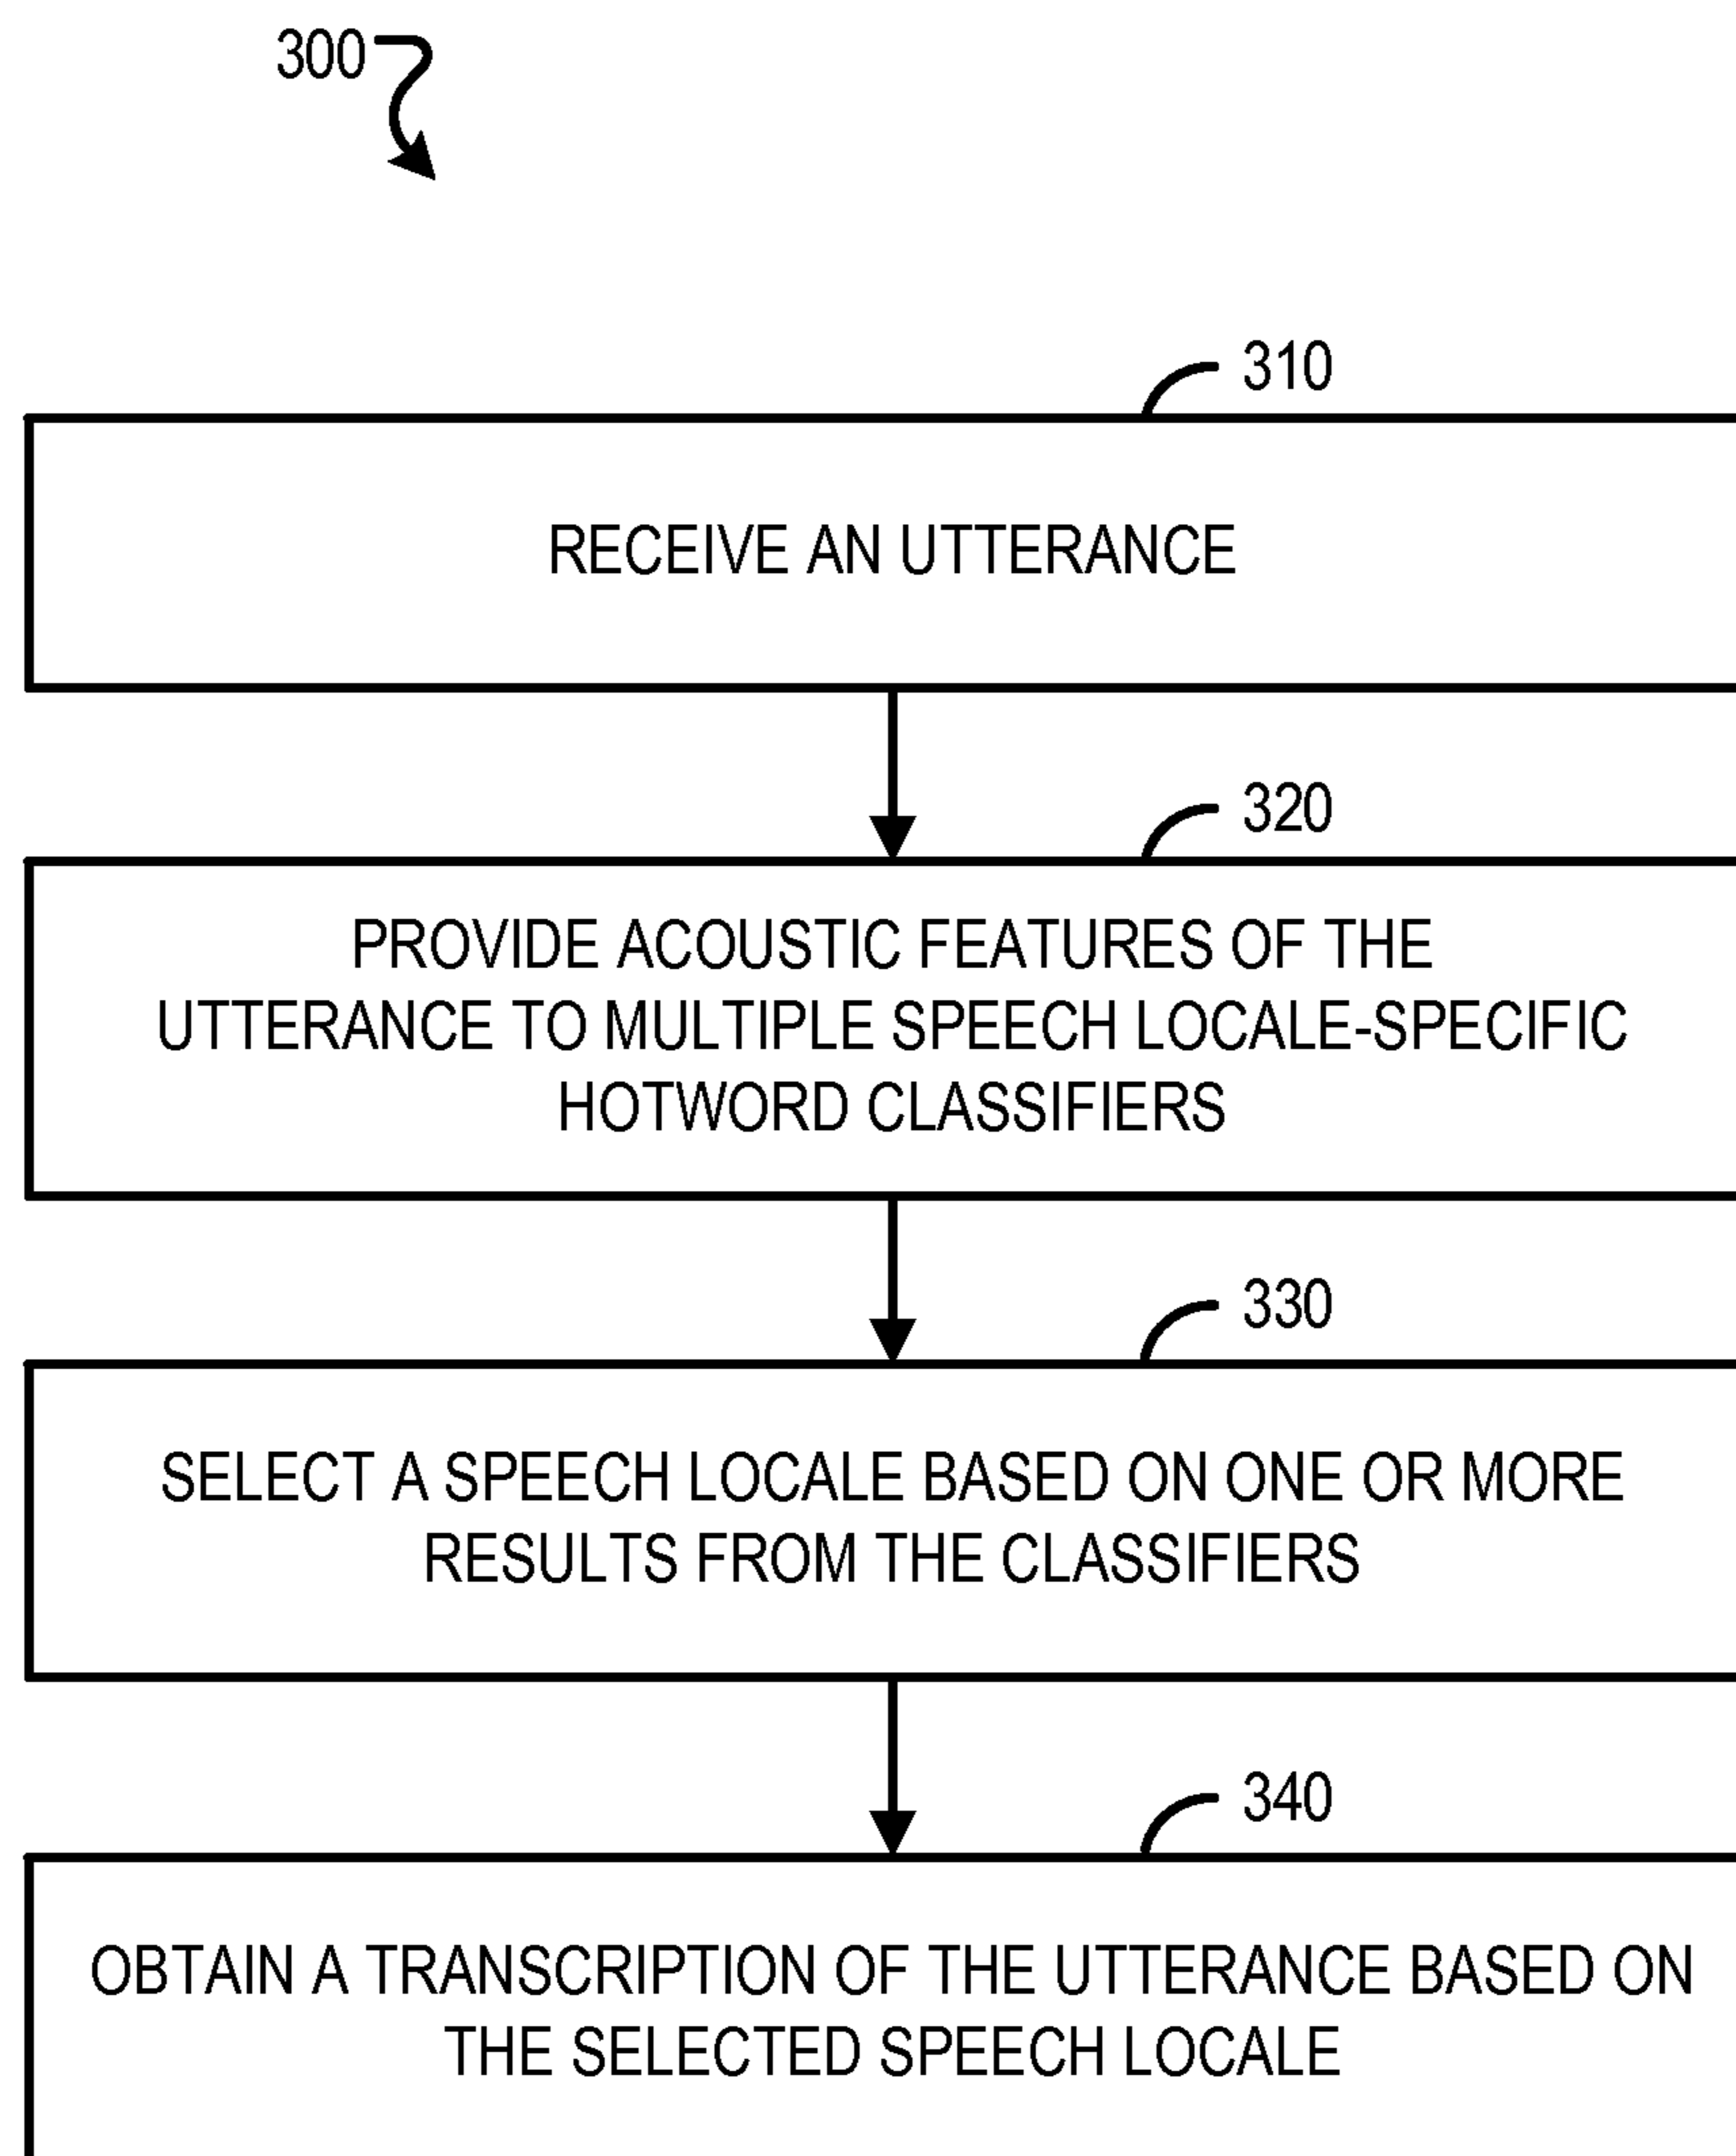 300
310
RECEIVE AN UTTERANCE
320
PROVIDE ACOUSTIC FEATURES OF THE
UTTERANCE TO MULTIPLE SPEECH LOCALE-SPECIFIC
HOTWORD CLASSIFIERS
330
SELECT A SPEECH LOCALE BASED ON ONE OR MORE
RESULTS FROM THE CLASSIFIERS
340
OBTAIN A TRANSCRIPTION OF THE UTTERANCE BASED ON
THE SELECTED SPEECH LOCALE